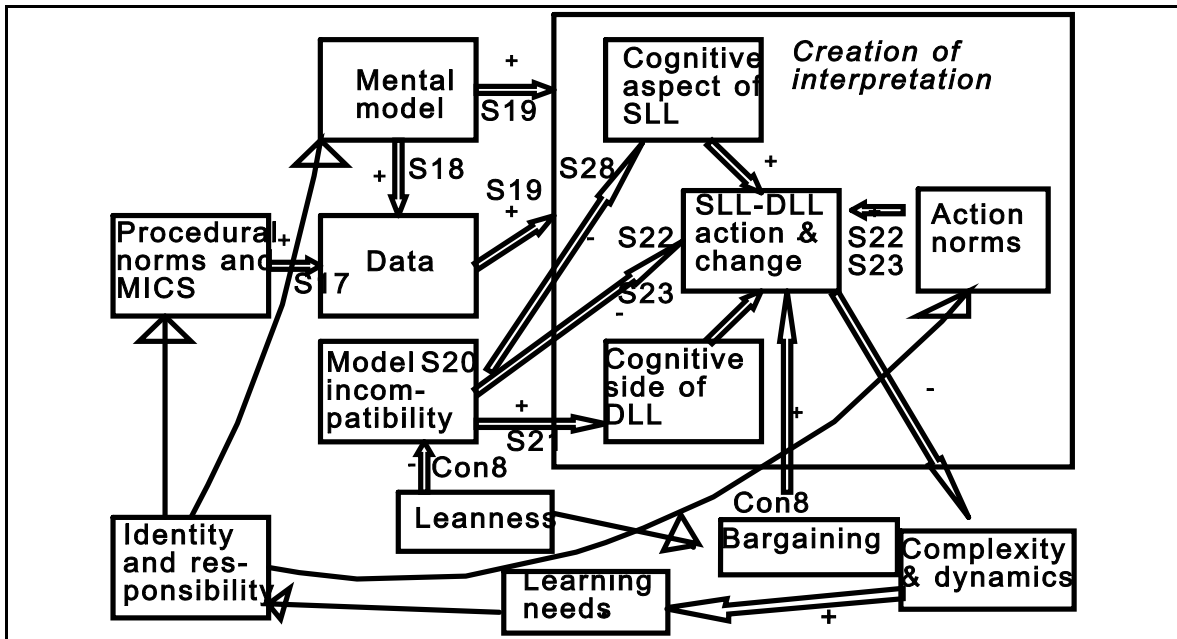 Mental
model
+
S19
Cognitive
aspect of
SLL
Creation of
interpretation
+
S18
S19
+
S28
+
Procedural
norms and
MICS
+
S17
Data
-
S22
S23
-
SLL-DLL
action &
change
+
S22
S23
Action
norms
Model S20
incom-
patibility
+
S21
Cognitive
side of
DLL
+
-
-
Con8
Leanness
Con8
Bargaining
Identity
and res-
ponsibility
Learning
needs
Complexity
& dynamics
+